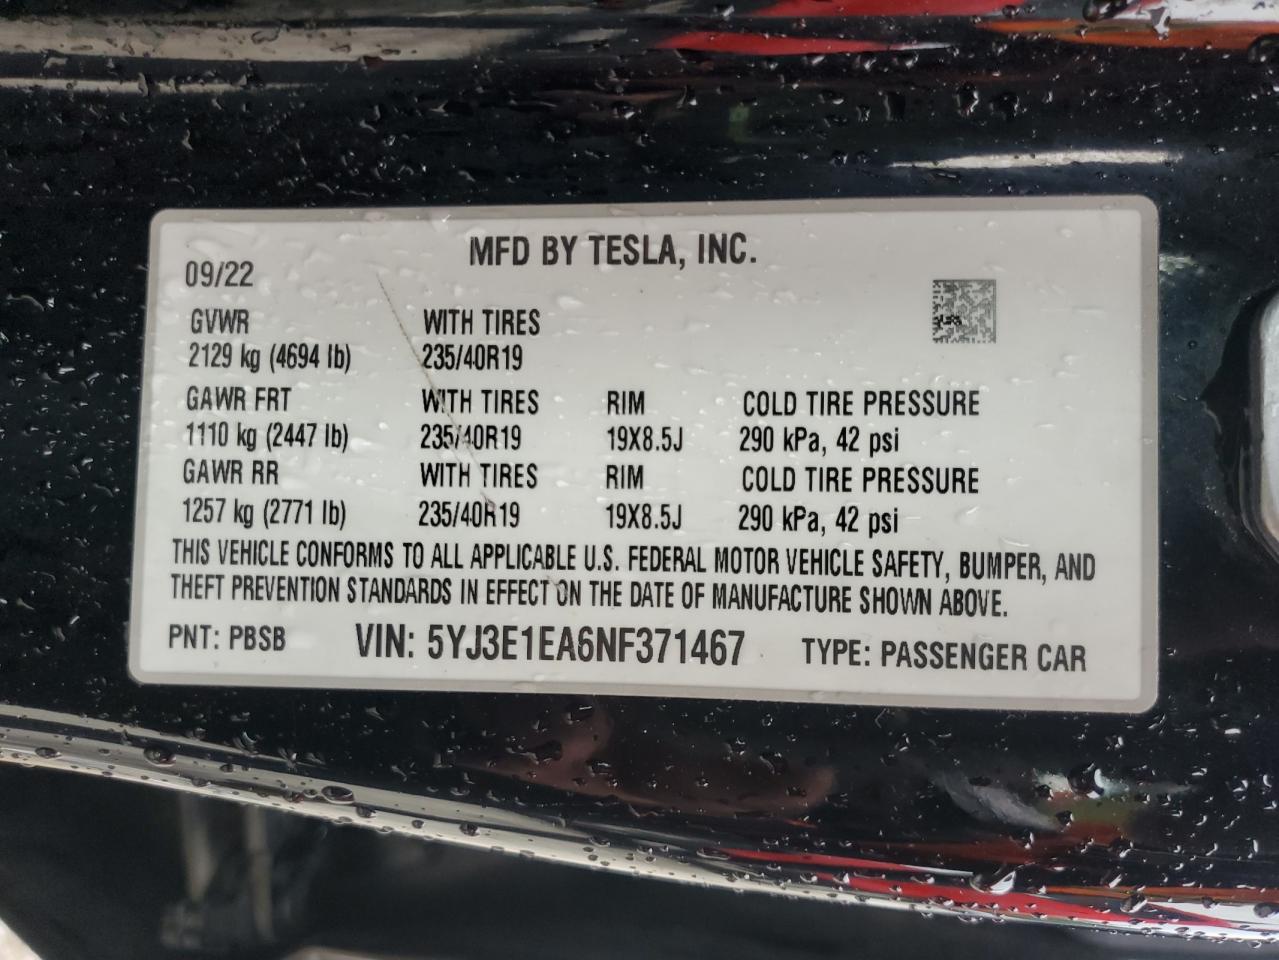 MFD BY TESLA, INC.
09/22
GVWR WITH TIRES
2129 kg (4694 lb) 235/40R19
GAWR FRT WITH TIRES RIM COLD TIRE PRESSURE
1110 kg (2447 lb) 235/40R19 19X8.5J 290 kPa, 42 psi
GAWR RR WITH TIRES RIM COLD TIRE PRESSURE
1257 kg (2771 lb) 235/40R19 19X8.5J 290 kPa, 42 psi
THIS VEHICLE CONFORMS TO ALL APPLICABLE U.S. FEDERAL MOTOR VEHICLE SAFETY, BUMPER, AND
THEFT PREVENTION STANDARDS IN EFFECT ON THE DATE OF MANUFACTURE SHOWN ABOVE.
PNT: PBSB VIN: 5YJ3E1EA6NF371467 TYPE: PASSENGER CAR